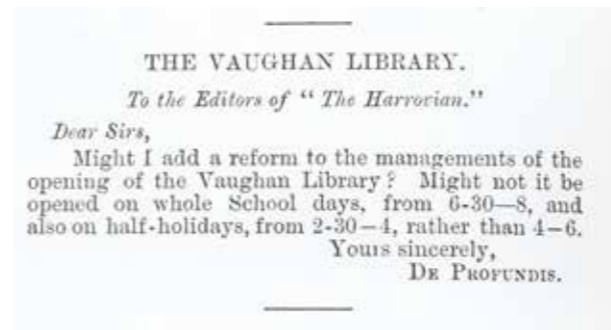 THE VAUGHAN LIBRARY.
To the Editors of "The Harrovian."
Dear Sirs,
Might I add a reform to the managements of the
opening of the Vaughan Library? Might not it be
opened on whole School days, from 6-30—8, and
also on half-holidays, from 2-30—4, rather than 4—6.
Yours sincerely,
DE PROFUNDIS.